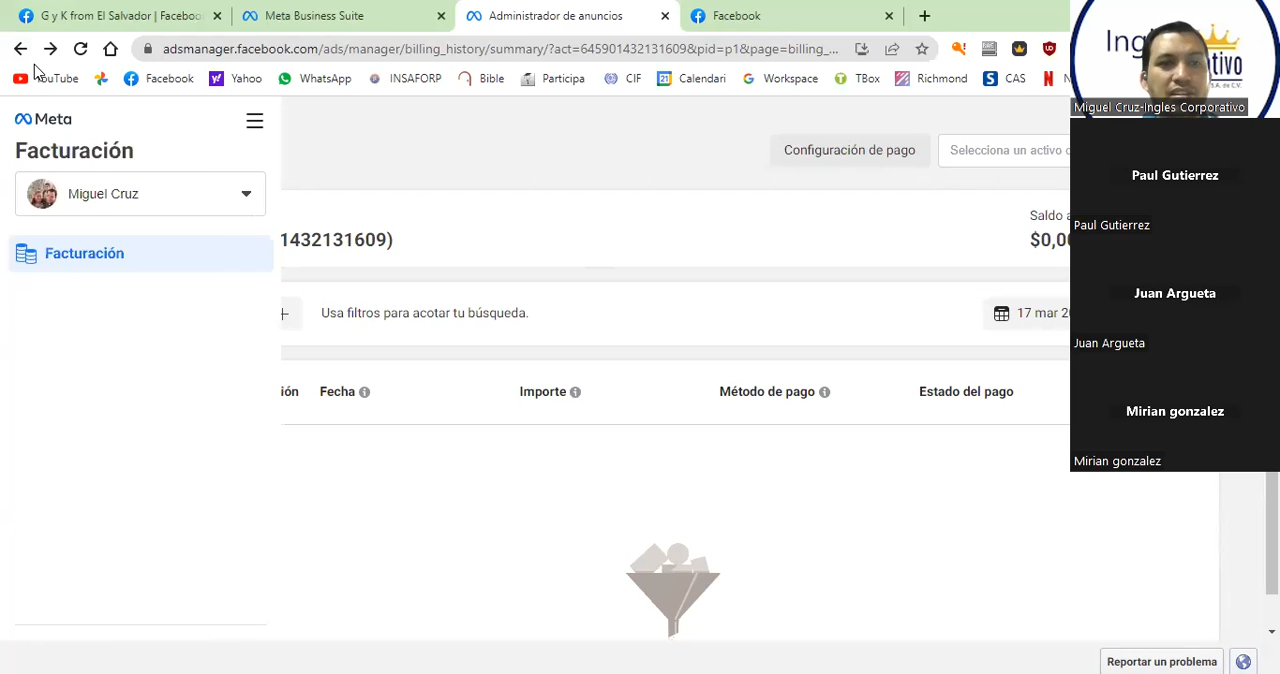 G y K from El Salvador | Faceboo
Meta Business Suite
Administrador de anuncios
Facebook
adsmanager.facebook.com/ads/manager/billing_history/summary/?act=645901432131609&pid=p1&page=billing_...
YouTube
Facebook
Yahoo
WhatsApp
INSAFORP
Bible
Participa
CIF
Calendari
Workspace
TBox
Richmond
CAS
Meta
Facturación
Miguel Cruz
Facturación
Configuración de pago
Selecciona un activo
1432131609)
Saldo a
$0,0
Usa filtros para acotar tu búsqueda.
17 mar 20
ión
Fecha
Importe
Método de pago
Estado del pago
Reportar un problema
Miguel Cruz-Ingles Corporativo
Paul Gutierrez
Paul Gutierrez
Juan Argueta
Juan Argueta
Mirian gonzalez
Mirian gonzalez